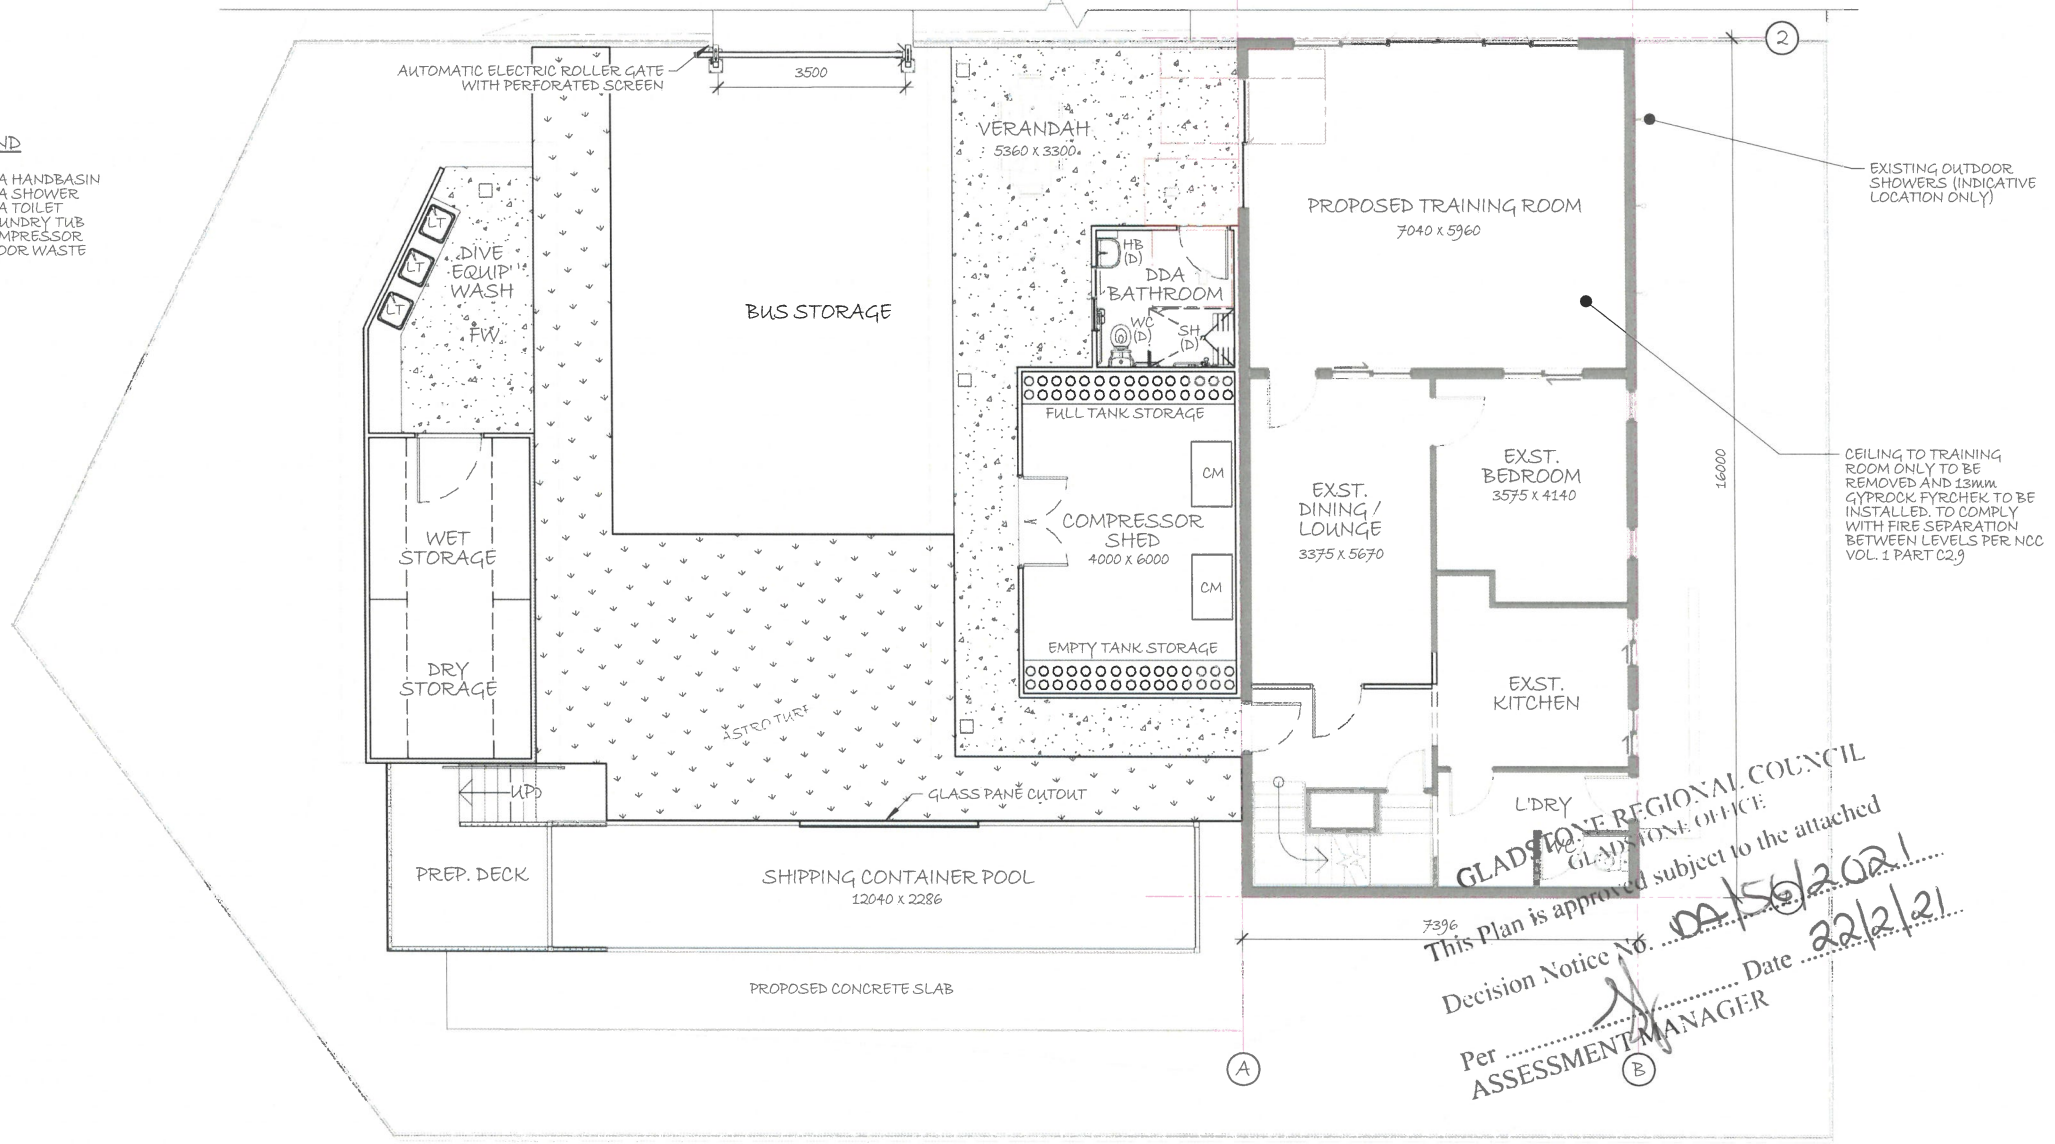 AUTOMATIC ELECTRIC ROLLER GATE
WITH PERFORATED SCREEN
3500
2
ND
A HANDBASIN
A SHOWER
A TOILET
UNDRY TUB
MPRESSOR
OOR WASTE
VERANDAH
5360 x 3300
EXISTING OUTDOOR
SHOWERS (INDICATIVE
LOCATION ONLY)
PROPOSED TRAINING ROOM
7040 x 5960
LT
LT
LT
DIVE
EQUIP'
WASH
FW
BUS STORAGE
HB
(D)
DDA
BATHROOM
WC
(D)
SH
(D)
FULL TANK STORAGE
CM
COMPRESSOR
SHED
4000 x 6000
CM
EMPTY TANK STORAGE
EXST.
DINING /
LOUNGE
3375 x 5670
EXST.
BEDROOM
3575 x 4140
16000
CEILING TO TRAINING
ROOM ONLY TO BE
REMOVED AND 13mm
GYPROCK FYRCHEK TO BE
INSTALLED. TO COMPLY
WITH FIRE SEPARATION
BETWEEN LEVELS PER NCC
VOL. 1 PART C2.9
WET
STORAGE
DRY
STORAGE
ASTRO TURF
EXST.
KITCHEN
UP
GLASS PANE CUTOUT
L'DRY
WC
PREP. DECK
SHIPPING CONTAINER POOL
12040 x 2286
7396
PROPOSED CONCRETE SLAB
A
B
GLADSTONE REGIONAL COUNCIL
GLADSTONE OFFICE
This Plan is approved subject to the attached
Decision Notice No. DA/56/2021
Date 22/2/21
Per
ASSESSMENT MANAGER